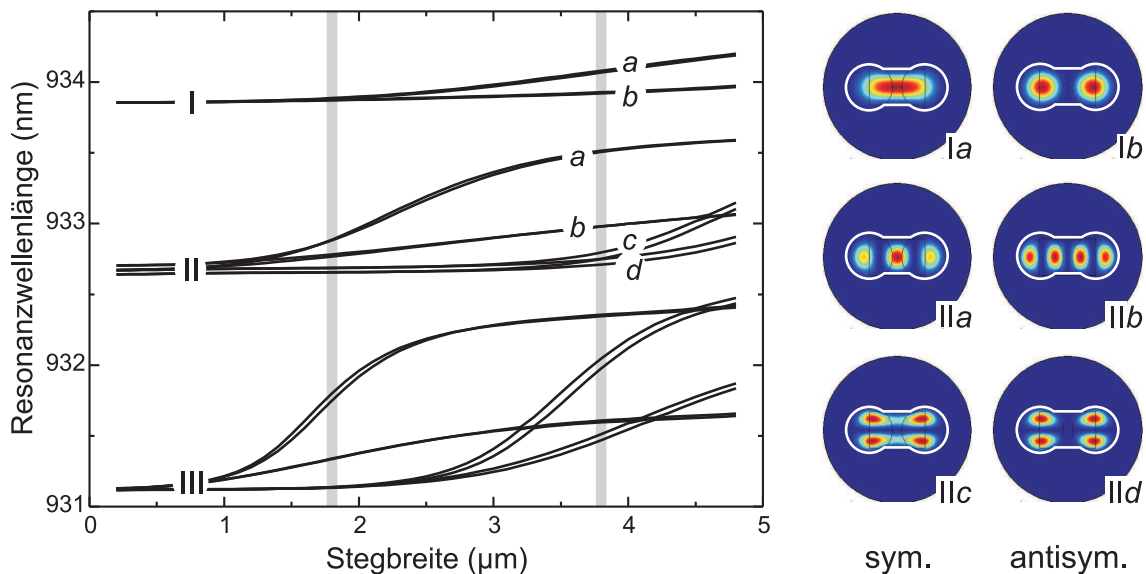 934
933
932
931
Resonanzwellenlänge (nm)
0 1 2 3 4 5
Stegbreite (μm)
I
a
b
II
a
b
c
d
III
Ia
Ib
IIa
IIb
IIc
IId
sym. antisym.